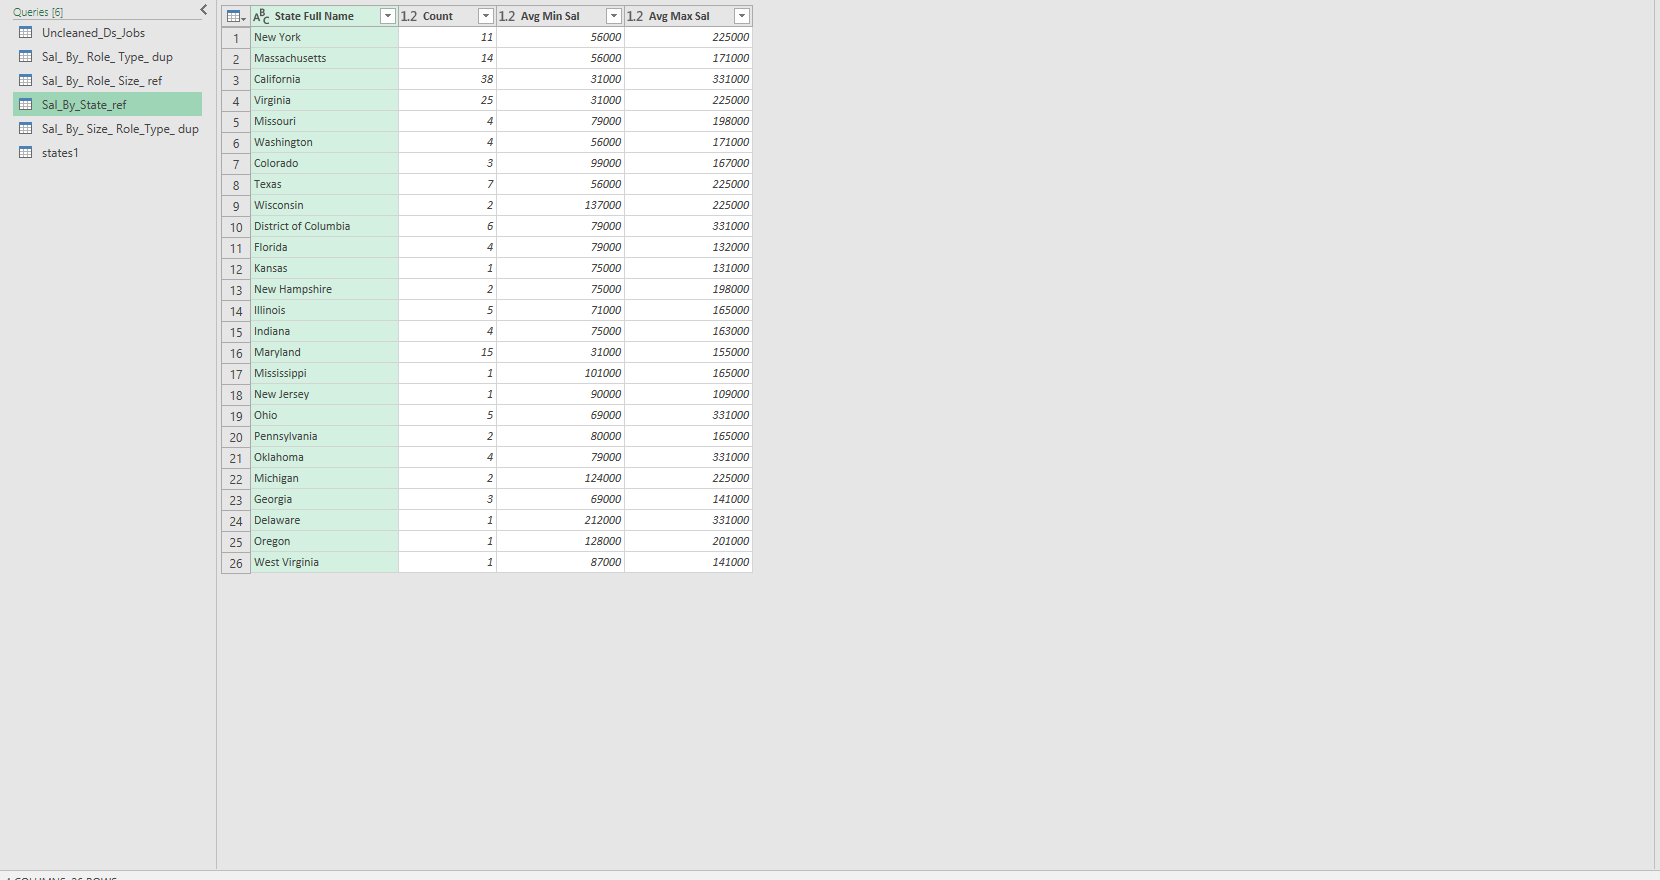 Queries [6]
Uncleaned_Ds_Jobs
Sal_ By_ Role_ Type_ dup
Sal_ By_ Role_ Size_ ref
Sal_By_State_ref
Sal_ By_ Size_ Role_Type_ dup
states1
ABC State Full Name 1.2 Count 1.2 Avg Min Sal 1.2 Avg Max Sal
1 New York 11 56000 225000
2 Massachusetts 14 56000 171000
3 California 38 31000 331000
4 Virginia 25 31000 225000
5 Missouri 4 79000 198000
6 Washington 4 56000 171000
7 Colorado 3 99000 167000
8 Texas 7 56000 225000
9 Wisconsin 2 137000 225000
10 District of Columbia 6 79000 331000
11 Florida 4 79000 132000
12 Kansas 1 75000 131000
13 New Hampshire 2 75000 198000
14 Illinois 5 71000 165000
15 Indiana 4 75000 163000
16 Maryland 15 31000 155000
17 Mississippi 1 101000 165000
18 New Jersey 1 90000 109000
19 Ohio 5 69000 331000
20 Pennsylvania 2 80000 165000
21 Oklahoma 4 79000 331000
22 Michigan 2 124000 225000
23 Georgia 3 69000 141000
24 Delaware 1 212000 331000
25 Oregon 1 128000 201000
26 West Virginia 1 87000 141000